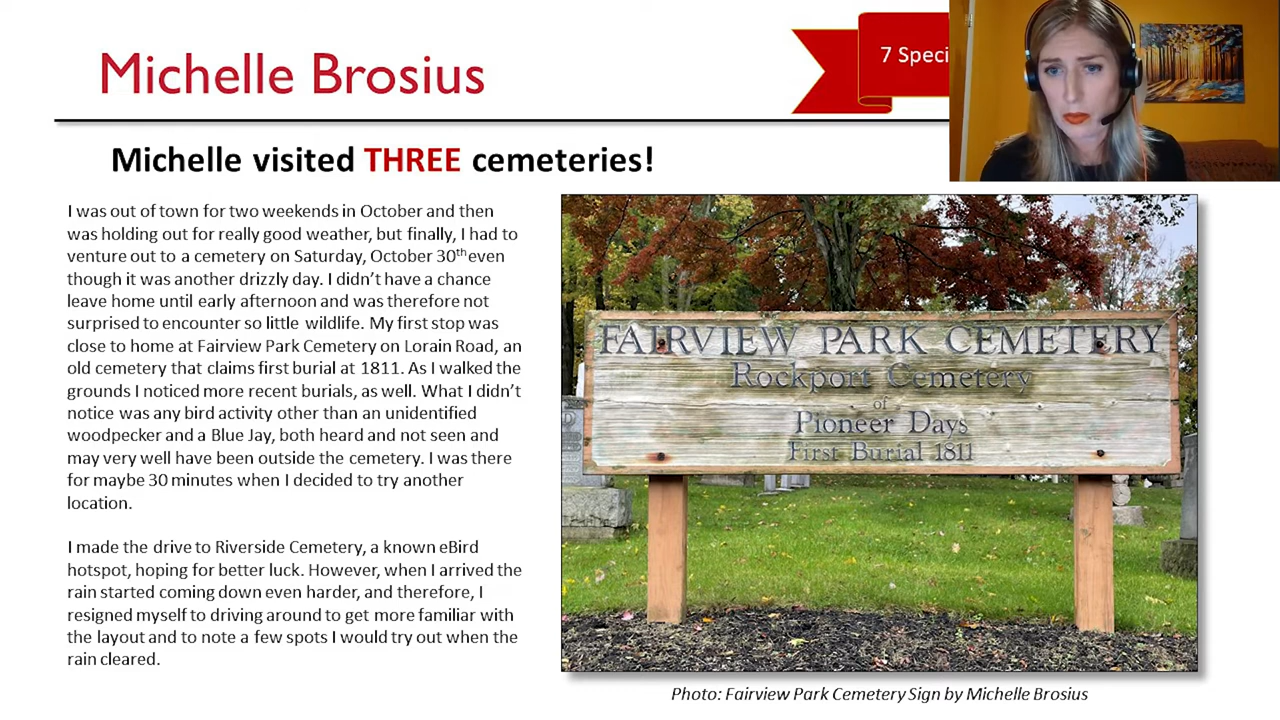 Michelle Brosius
7
Michelle visited THREE cemeteries!
I was out of town for two weekends in October and then
was holding out for really good weather, but finally, I had to
venture out to a cemetery on Saturday, October 30th even
though it was another drizzly day. I didn't have a chance
leave home until early afternoon and was therefore not
surprised to encounter so little wildlife. My first stop was
close to home at Fairview Park Cemetery on Lorain Road, an
old cemetery that claims first burial at 1811. As I walked the
grounds I noticed more recent burials, as well. What I didn't
notice was any bird activity other than an unidentified
woodpecker and a Blue Jay, both heard and not seen and
may very well have been outside the cemetery. I was there
for maybe 30 minutes when I decided to try another
location.
I made the drive to Riverside Cemetery, a known eBird
hotspot, hoping for better luck. However, when I arrived the
rain started coming down even harder, and therefore, I
resigned myself to driving around to get more familiar with
the layout and to note a few spots I would try out when the
rain cleared.
FAIRVIEW PARK CEMETERY
Rockport Cemetery
of
Pioneer Days
First Burial 1811
Photo: Fairview Park Cemetery Sign by Michelle Brosius